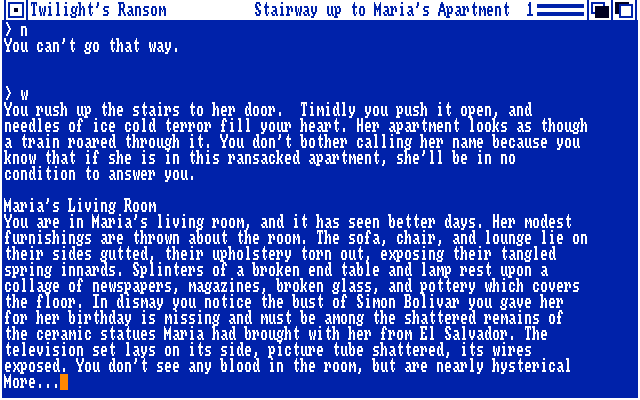 Twilight's Ransom Stairway up to Maria's Apartment 1
> n
You can't go that way.
> w
You rush up the stairs to her door. Timidly you push it open, and
needles of ice cold terror fill your heart. Her apartment looks as though
a train roared through it. You don't bother calling her name because you
know that if she is in this ransacked apartment, she'll be in no
condition to answer you.
Maria's Living Room
You are in Maria's living room, and it has seen better days. Her modest
furnishings are thrown about the room. The sofa, chair, and lounge lie on
their sides gutted, their upholstery torn out, exposing their tangled
spring innards. Splinters of a broken end table and lamp rest upon a
collage of newspapers, magazines, broken glass, and pottery which covers
the floor. In dismay you notice the bust of Simon Bolivar you gave her
for her birthday is missing and must be among the shattered remains of
the ceramic statues Maria had brought with her from El Salvador. The
television set lays on its side, picture tube shattered, its wires
exposed. You don't see any blood in the room, but are nearly hysterical
More...